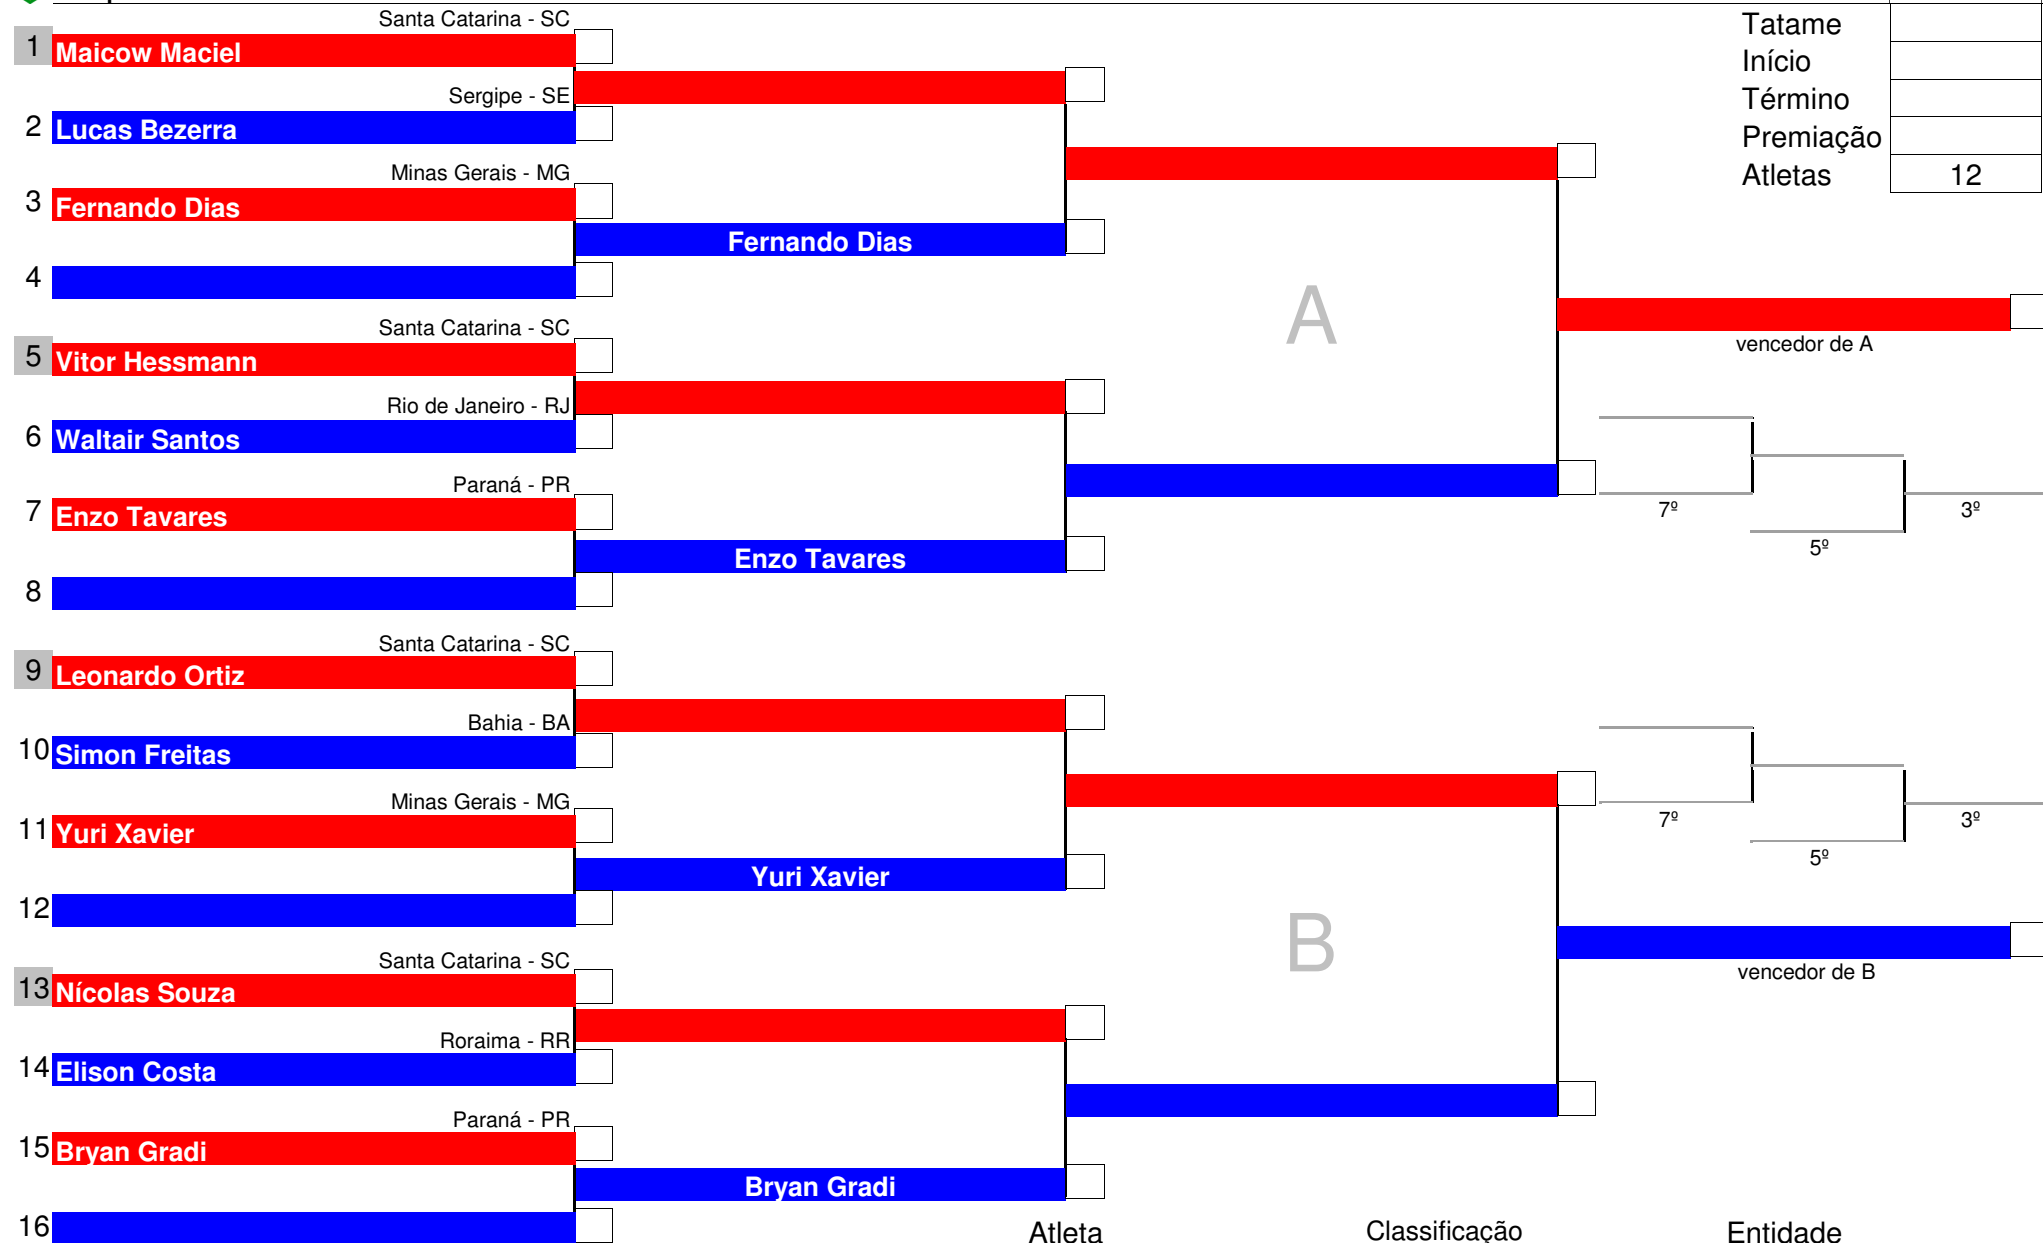 Santa Catarina - SC
1 Maicow Maciel
Sergipe - SE
2 Lucas Bezerra
Minas Gerais - MG
3 Fernando Dias
Fernando Dias
4
Santa Catarina - SC
5 Vitor Hessmann
Rio de Janeiro - RJ
6 Waltair Santos
Paraná - PR
7 Enzo Tavares
Enzo Tavares
8
Santa Catarina - SC
9 Leonardo Ortiz
Bahia - BA
10 Simon Freitas
Minas Gerais - MG
11 Yuri Xavier
Yuri Xavier
12
Santa Catarina - SC
13 Nícolas Souza
Roraima - RR
14 Elison Costa
Paraná - PR
15 Bryan Gradi
Bryan Gradi
16
A
B
Tatame
Início
Término
Premiação
Atletas 12
vencedor de A
7º
3º
5º
7º
3º
5º
vencedor de B
Atleta Classificação Entidade